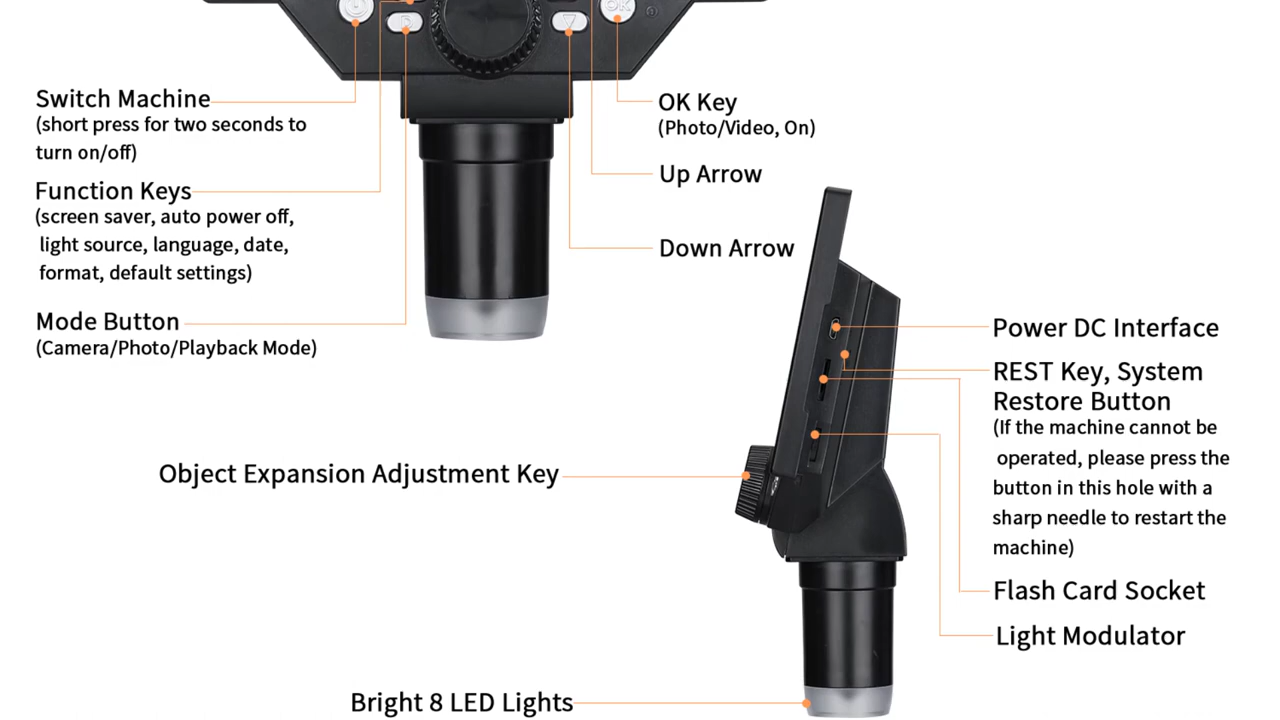 OK
Switch Machine
(short press for two seconds to
turn on/off)
Function Keys
(screen saver, auto power off,
light source, language, date,
format, default settings)
Mode Button
(Camera/Photo/Playback Mode)
OK Key
(Photo/Video, On)
Up Arrow
Down Arrow
Object Expansion Adjustment Key
Power DC Interface
REST Key, System
Restore Button
(If the machine cannot be
operated, please press the
button in this hole with a
sharp needle to restart the
machine)
Flash Card Socket
Light Modulator
Bright 8 LED Lights